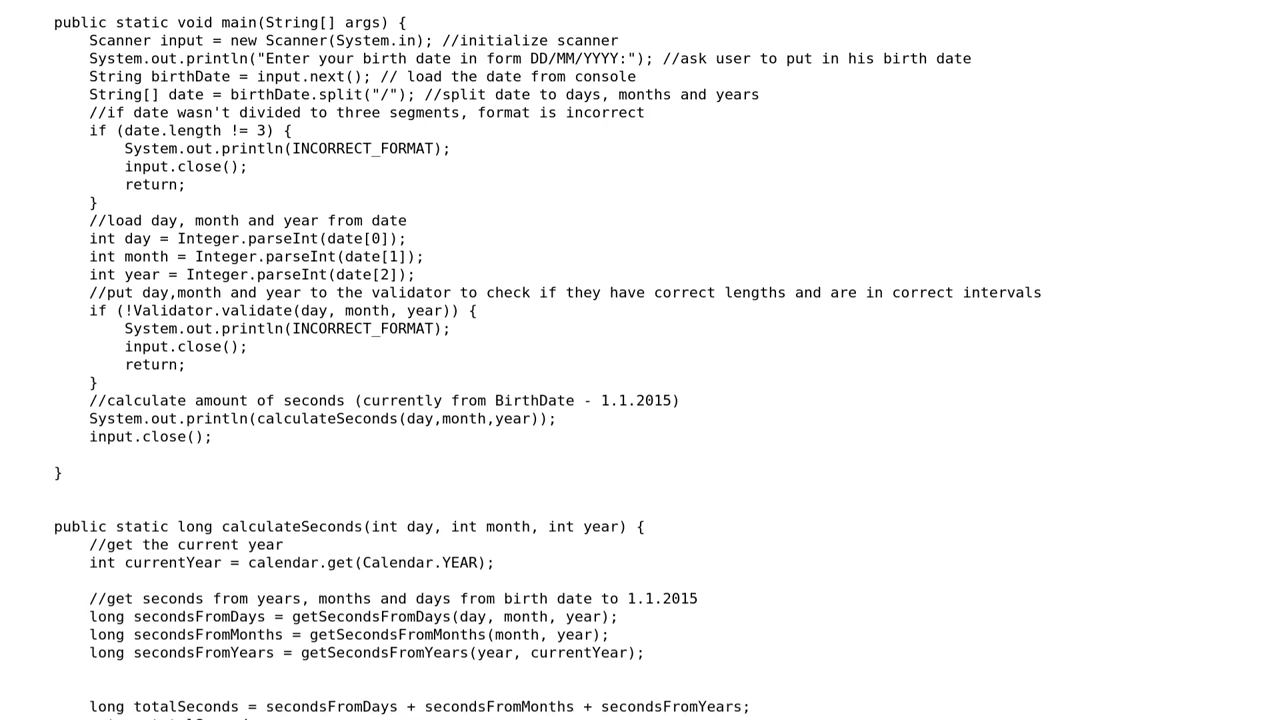 public static void main(String[] args) {
Scanner input = new Scanner(System.in); //initialize scanner
System.out.println("Enter your birth date in form DD/MM/YYYY:"); //ask user to put in his birth date
String birthDate = input.next(); // load the date from console
String[] date = birthDate.split("/"); //split date to days, months and years
//if date wasn't divided to three segments, format is incorrect
if (date.length != 3) {
System.out.println(INCORRECT_FORMAT);
input.close();
return;
}
//load day, month and year from date
int day = Integer.parseInt(date[0]);
int month = Integer.parseInt(date[1]);
int year = Integer.parseInt(date[2]);
//put day,month and year to the validator to check if they have correct lengths and are in correct intervals
if (!Validator.validate(day, month, year)) {
System.out.println(INCORRECT_FORMAT);
input.close();
return;
}
//calculate amount of seconds (currently from BirthDate - 1.1.2015)
System.out.println(calculateSeconds(day,month,year));
input.close();
}
public static long calculateSeconds(int day, int month, int year) {
//get the current year
int currentYear = calendar.get(Calendar.YEAR);
//get seconds from years, months and days from birth date to 1.1.2015
long secondsFromDays = getSecondsFromDays(day, month, year);
long secondsFromMonths = getSecondsFromMonths(month, year);
long secondsFromYears = getSecondsFromYears(year, currentYear);
long totalSeconds = secondsFromDays + secondsFromMonths + secondsFromYears;